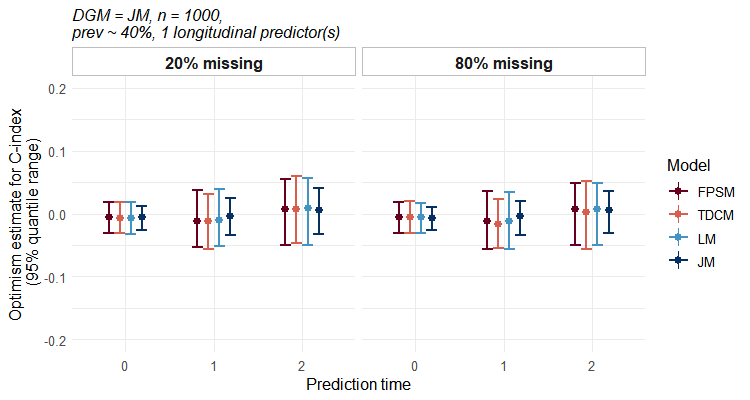 DGM = JM, n = 1000,
prev ~ 40%, 1 longitudinal predictor(s)
20% missing
80% missing
Optimism estimate for C-index
(95% quantile range)
0.2
0.1
0.0
-0.1
-0.2
0
1
2
0
1
2
Prediction time
Model
FPSM
TDCM
LM
JM